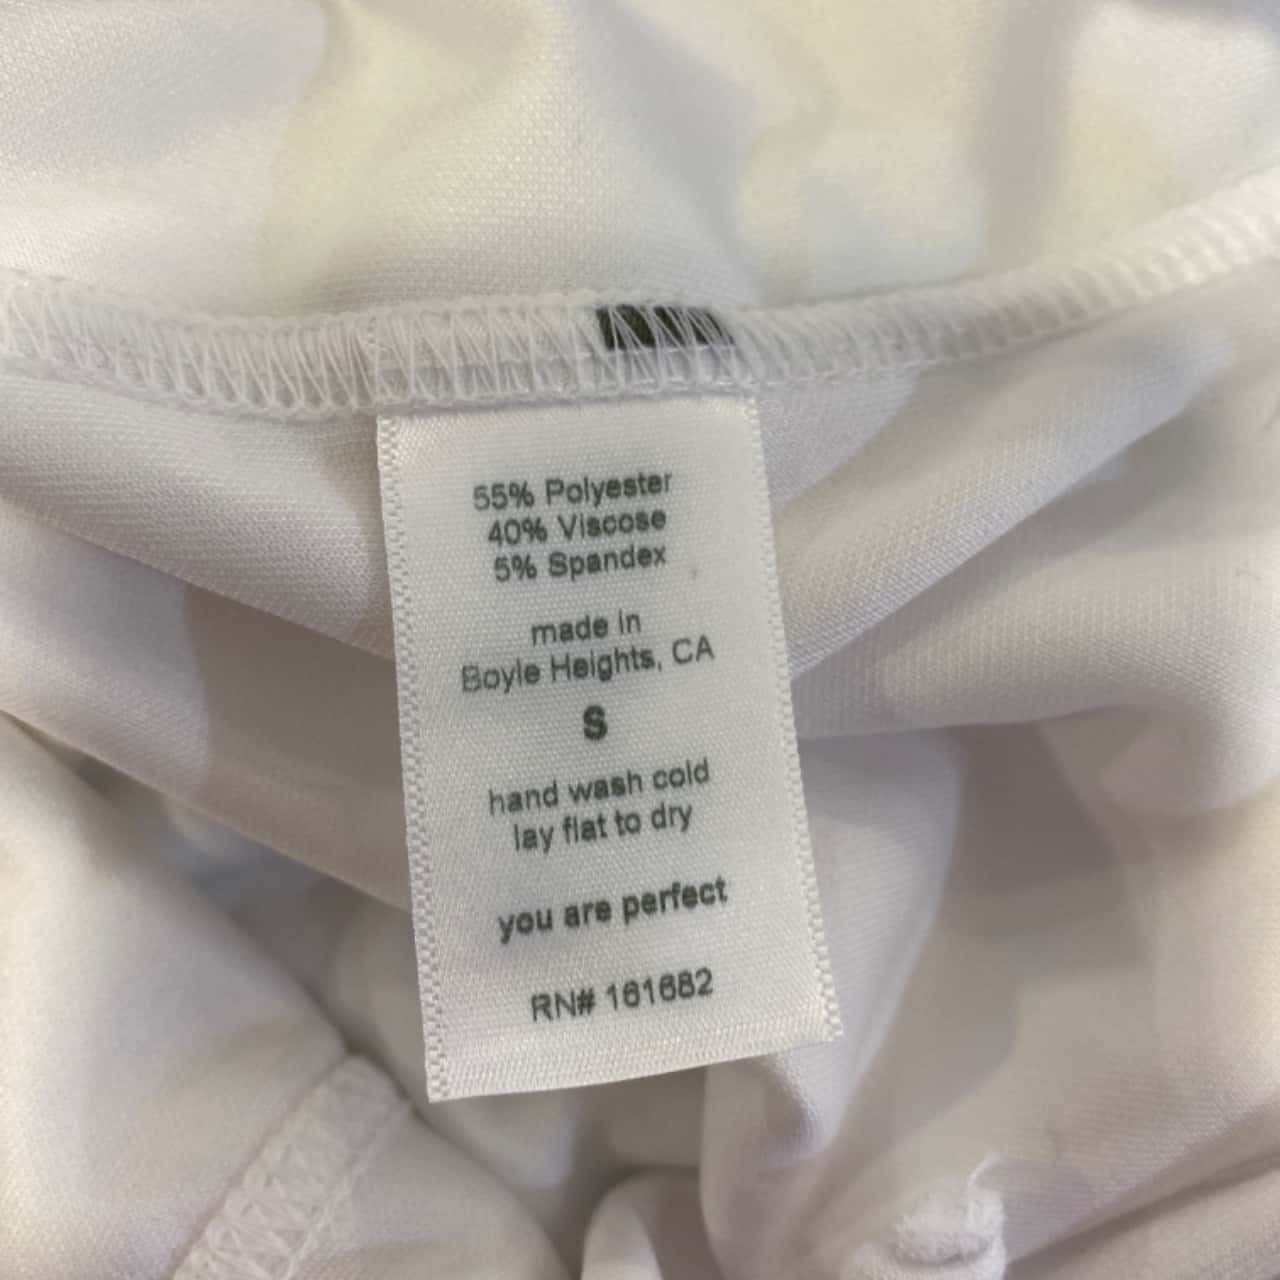 55% Polyester
40% Viscose
5% Spandex
made in
Boyle Heights, CA
S
hand wash cold
lay flat to dry
you are perfect
RN# 161682